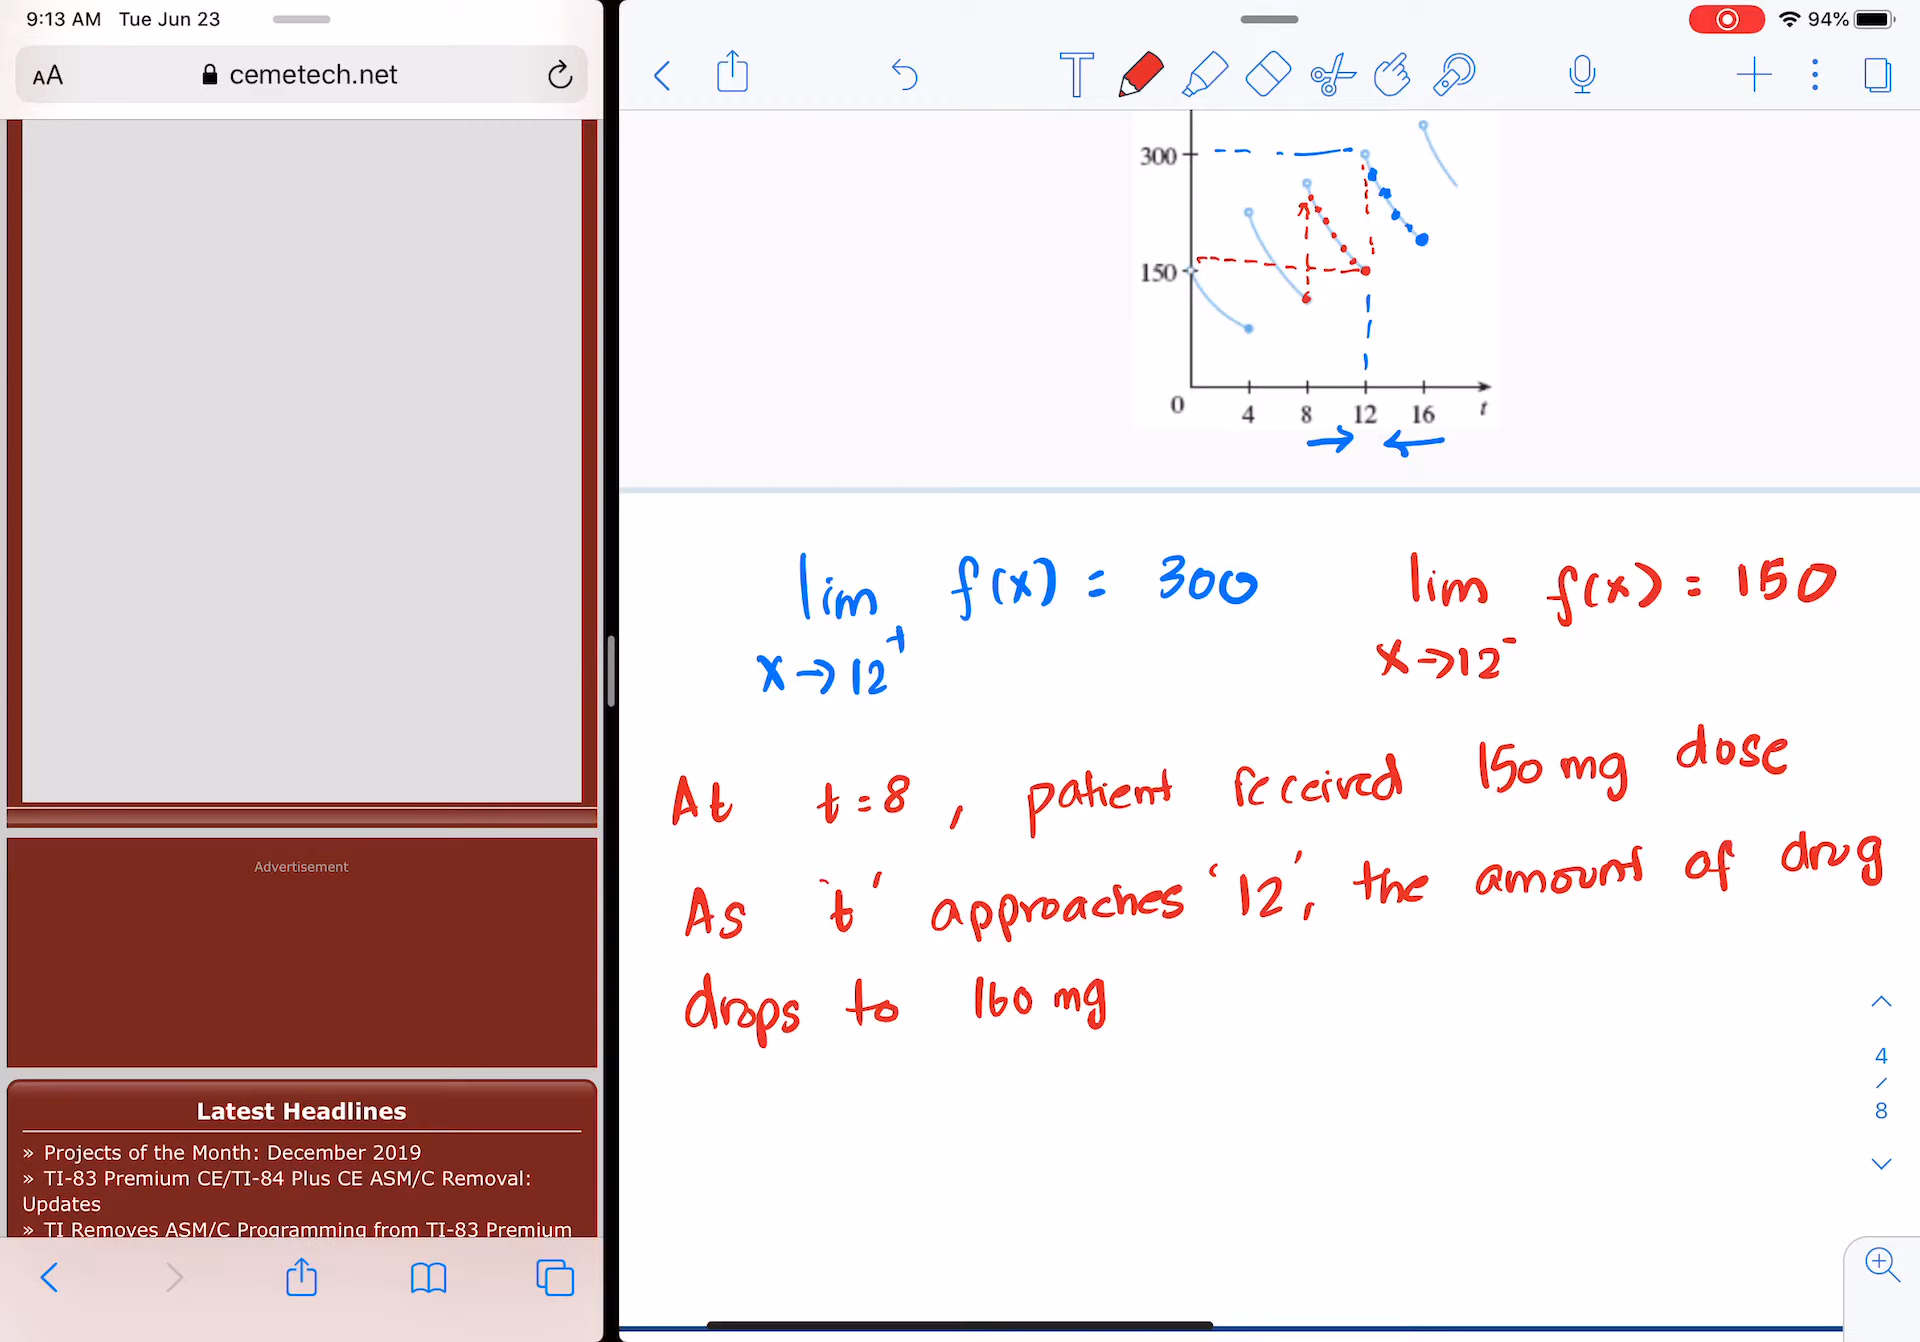 9:13 AM Tue Jun 23
94%
AA cemetech.net
T
300
150
0 4 8 12 16 t
lim f(x) = 300
x→12⁺
lim f(x) = 150
x→12⁻
At t=8, patient received 150 mg dose
As 't' approaches '12', the amount of drug
drops to 160 mg
4
/
8
Advertisement
Latest Headlines
» Projects of the Month: December 2019
» TI-83 Premium CE/TI-84 Plus CE ASM/C Removal:
Updates
» TI Removes ASM/C Programming from TI-83 Premium